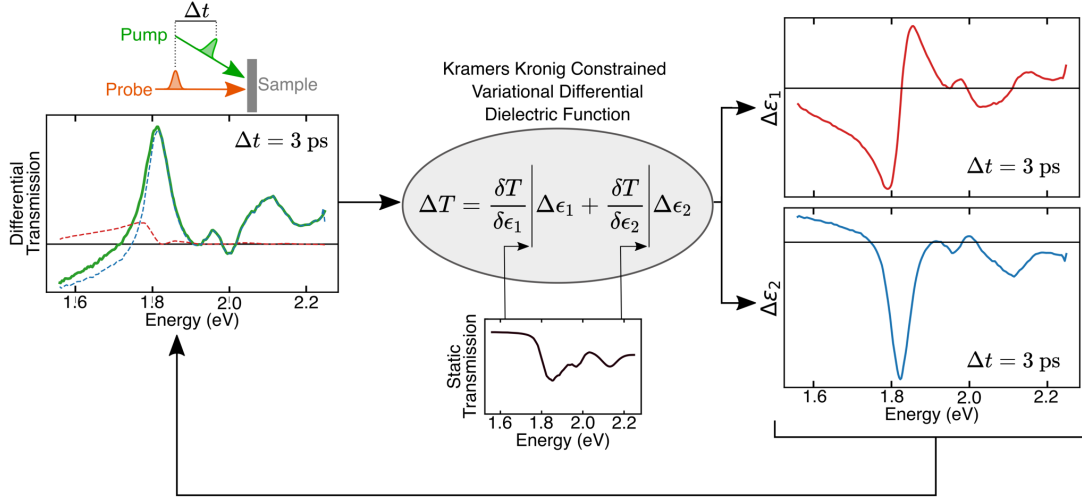 Δt
Pump
Probe
Sample
Δt = 3 ps
Differential
Transmission
1.6 1.8 2.0 2.2
Energy (eV)
Kramers Kronig Constrained
Variational Differential
Dielectric Function
ΔT = δT/δϵ₁ | Δϵ₁ + δT/δϵ₂ | Δϵ₂
Static
Transmission
1.6 1.8 2.0 2.2
Energy (eV)
Δε₁
Δt = 3 ps
Δε₂
Δt = 3 ps
1.6 1.8 2.0 2.2
Energy (eV)